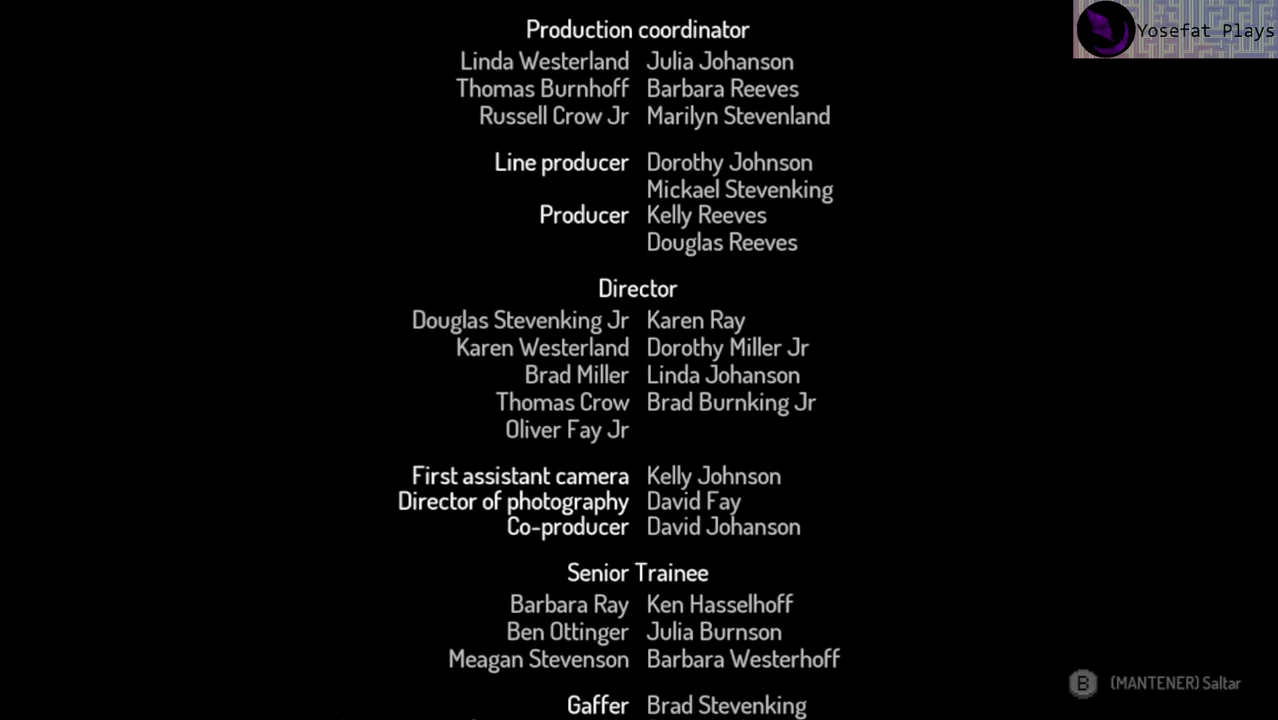 Yosefat Plays
Production coordinator
Linda Westerland Julia Johanson
Thomas Burnhoff Barbara Reeves
Russell Crow Jr Marilyn Stevenland
Line producer Dorothy Johnson
Mickael Stevenking
Producer Kelly Reeves
Douglas Reeves
Director
Douglas Stevenking Jr Karen Ray
Karen Westerland Dorothy Miller Jr
Brad Miller Linda Johanson
Thomas Crow Brad Burnking Jr
Oliver Fay Jr
First assistant camera Kelly Johnson
Director of photography David Fay
Co-producer David Johanson
Senior Trainee
Barbara Ray Ken Hasselhoff
Ben Ottinger Julia Burnson
Meagan Stevenson Barbara Westerhoff
B (MANTENER) Saltar
Gaffer Brad Stevenking